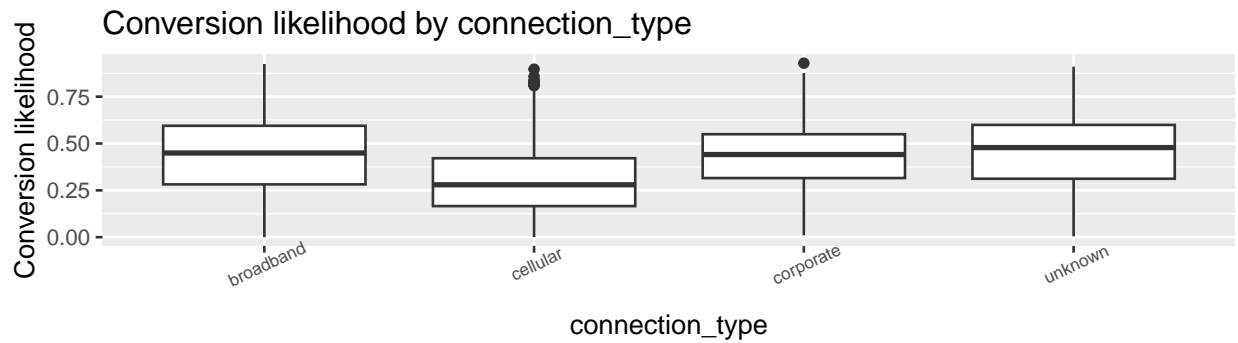 Conversion likelihood by connection_type
Conversion likelihood
0.75
0.50
0.25
0.00
broadband
cellular
corporate
unknown
connection_type